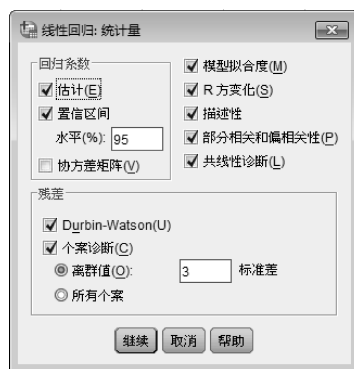 线性回归: 统计量
回归系数
估计(E)
置信区间
水平(%): 95
协方差矩阵(V)
模型拟合度(M)
R 方变化(S)
描述性
部分相关和偏相关性(P)
共线性诊断(L)
残差
Durbin-Watson(U)
个案诊断(C)
离群值(O): 3 标准差
所有个案
继续 取消 帮助